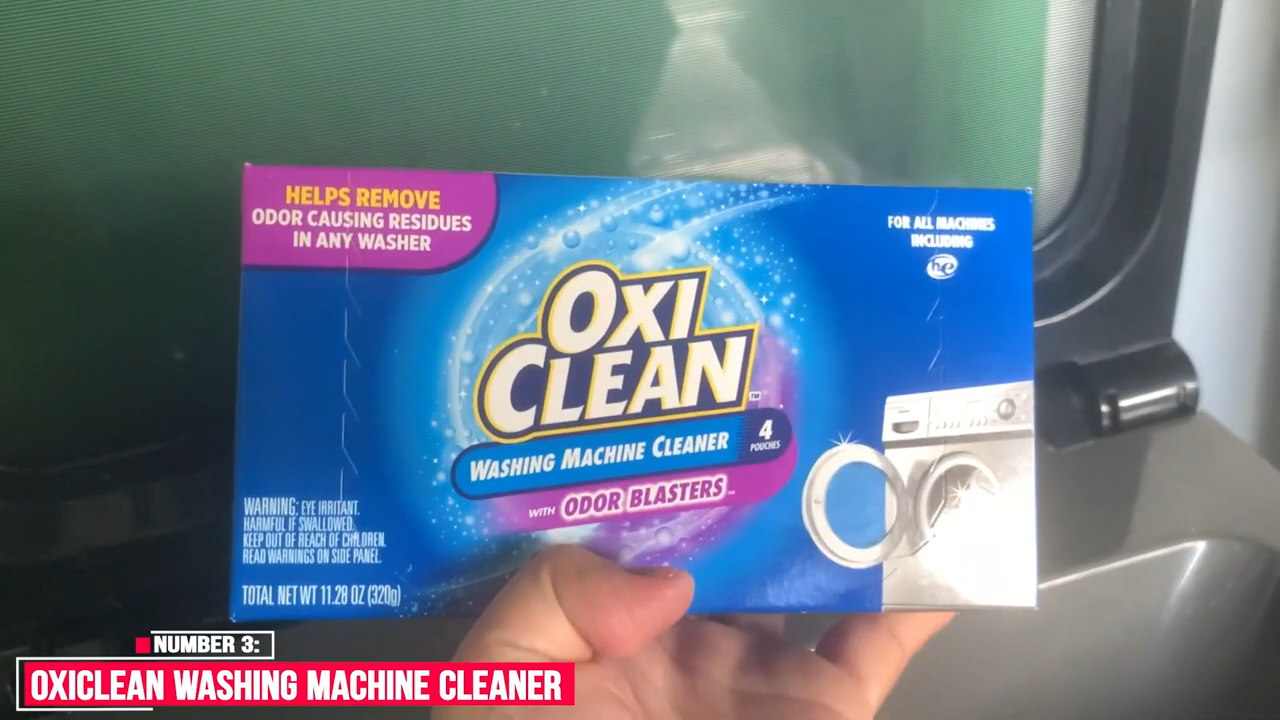 HELPS REMOVE
ODOR CAUSING RESIDUES
IN ANY WASHER
FOR ALL MACHINES
INCLUDING
he
OXI
CLEAN™
WASHING MACHINE CLEANER
4
POUCHES
WITH ODOR BLASTERS™
WARNING: EYE IRRITANT.
HARMFUL IF SWALLOWED.
KEEP OUT OF REACH OF CHILDREN.
READ WARNINGS ON SIDE PANEL.
TOTAL NET WT 11.28 OZ (320g)
NUMBER 3:
OXICLEAN WASHING MACHINE CLEANER